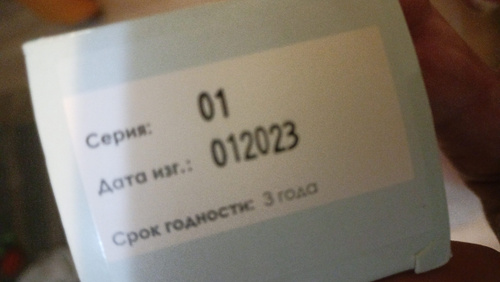 Серия: 01
Дата изг.: 012023
Срок годности: 3 года